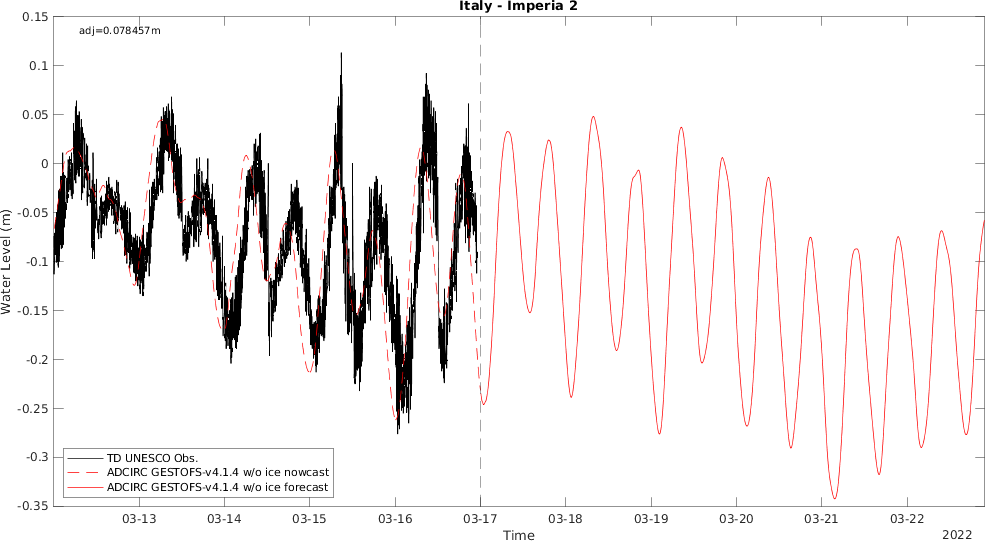 Italy - Imperia 2
adj=0.078457m
0.15
0.1
0.05
0
-0.05
-0.1
-0.15
-0.2
-0.25
-0.3
-0.35
Water Level (m)
TD UNESCO Obs.
ADCIRC GESTOFS-v4.1.4 w/o ice nowcast
ADCIRC GESTOFS-v4.1.4 w/o ice forecast
03-13 03-14 03-15 03-16 03-17 03-18 03-19 03-20 03-21 03-22
Time
2022